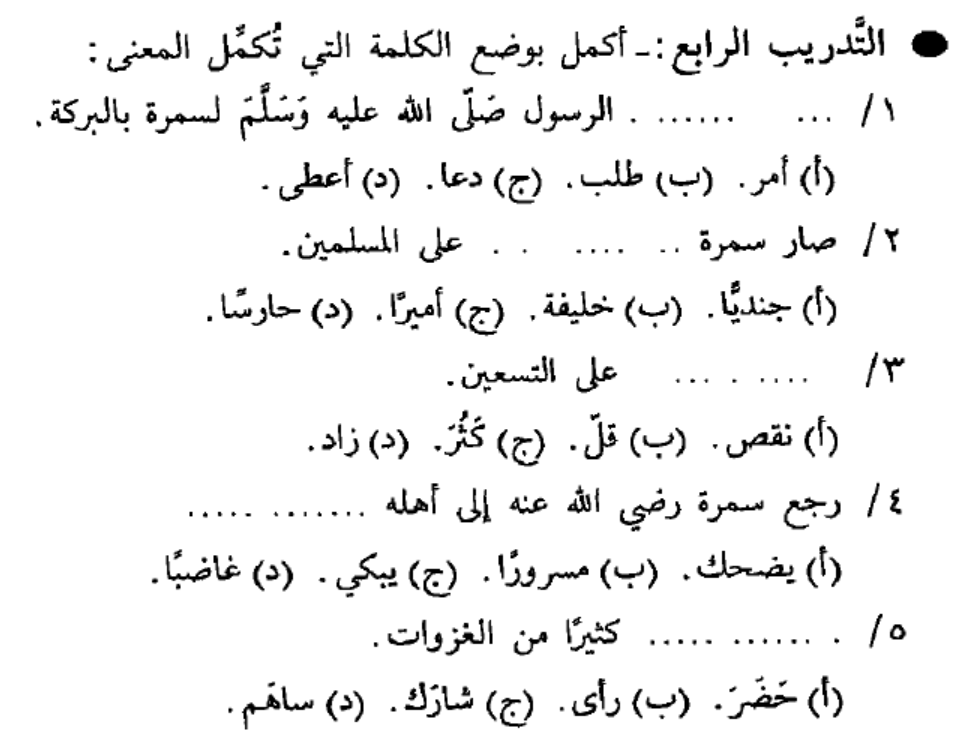 ● التَّدريب الرابع :ـ أكمل بوضع الكلمة التي تُكمِّل المعنى :
١/ ... ...... . الرسول صَلّى الله عليه وَسَلَّمَ لسمرة بالبركة .
(أ) أمر . (ب) طلب . (ج) دعا . (د) أعطى .
٢/ صار سمرة .. .... . . على المسلمين .
(أ) جنديًّا . (ب) خليفة . (ج) أميرًا . (د) حارسًا .
٣/ .... . ... على التسعين .
(أ) نقص . (ب) قلّ . (ج) كَثُرَ . (د) زاد .
٤/ رجع سمرة رضي الله عنه إلى أهله ....... .....
(أ) يضحك . (ب) مسرورًا . (ج) يبكي . (د) غاضبًا .
٥/ . ...... ..... كثيرًا من الغزوات .
(أ) حَضَرَ . (ب) رأى . (ج) شارَك . (د) ساهَم .